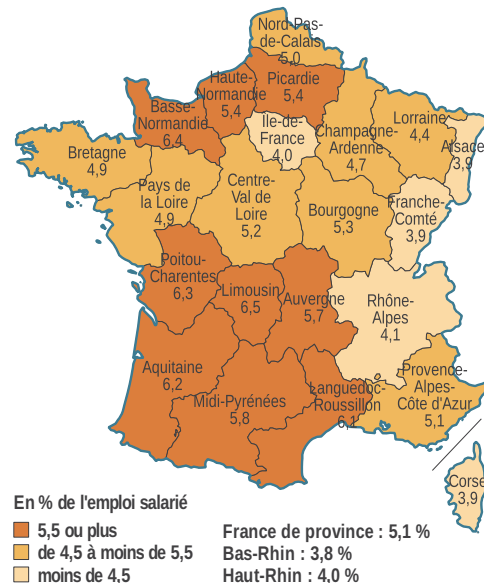 Nord-Pas-
de-Calais
5,0
Haute-
Normandie
5,4
Picardie
5,4
Basse-
Normandie
6,4
Île-de-
France
4,0
Champagne-
Ardenne
4,7
Lorraine
4,4
Alsace
3,9
Bretagne
4,9
Pays de
la Loire
4,9
Centre-
Val de
Loire
5,2
Bourgogne
5,3
Franche-
Comté
3,9
Poitou-
Charentes
6,3
Limousin
6,5
Auvergne
5,7
Rhône-
Alpes
4,1
Aquitaine
6,2
Midi-Pyrénées
5,8
Languedoc-
Roussillon
6,1
Provence-
Alpes-
Côte d'Azur
5,1
Corse
3,9
En % de l'emploi salarié
5,5 ou plus
de 4,5 à moins de 5,5
moins de 4,5
France de province : 5,1 %
Bas-Rhin : 3,8 %
Haut-Rhin : 4,0 %